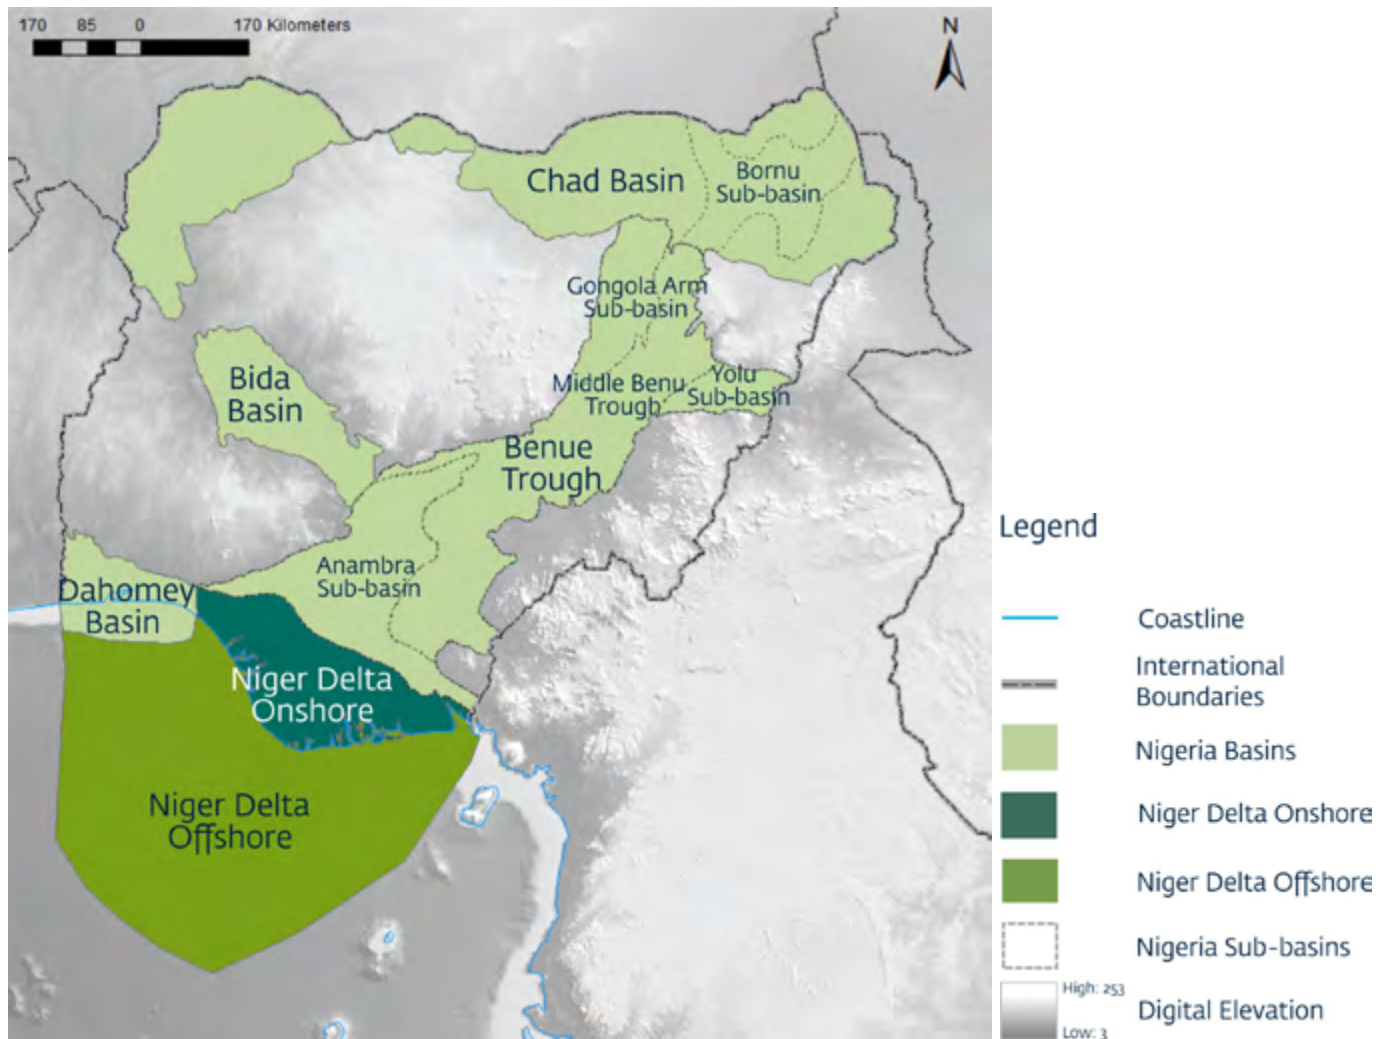 170 85 0 170 Kilometers
N
Chad Basin
Bornu
Sub-basin
Gongola Arm
Sub-basin
Bida
Basin
Middle Benu
Trough
Yolu
Sub-basin
Benue
Trough
Anambra
Sub-basin
Dahomey
Basin
Niger Delta
Onshore
Niger Delta
Offshore
Legend
Coastline
International
Boundaries
Nigeria Basins
Niger Delta Onshore
Niger Delta Offshore
Nigeria Sub-basins
High: 253
Digital Elevation
Low: 3